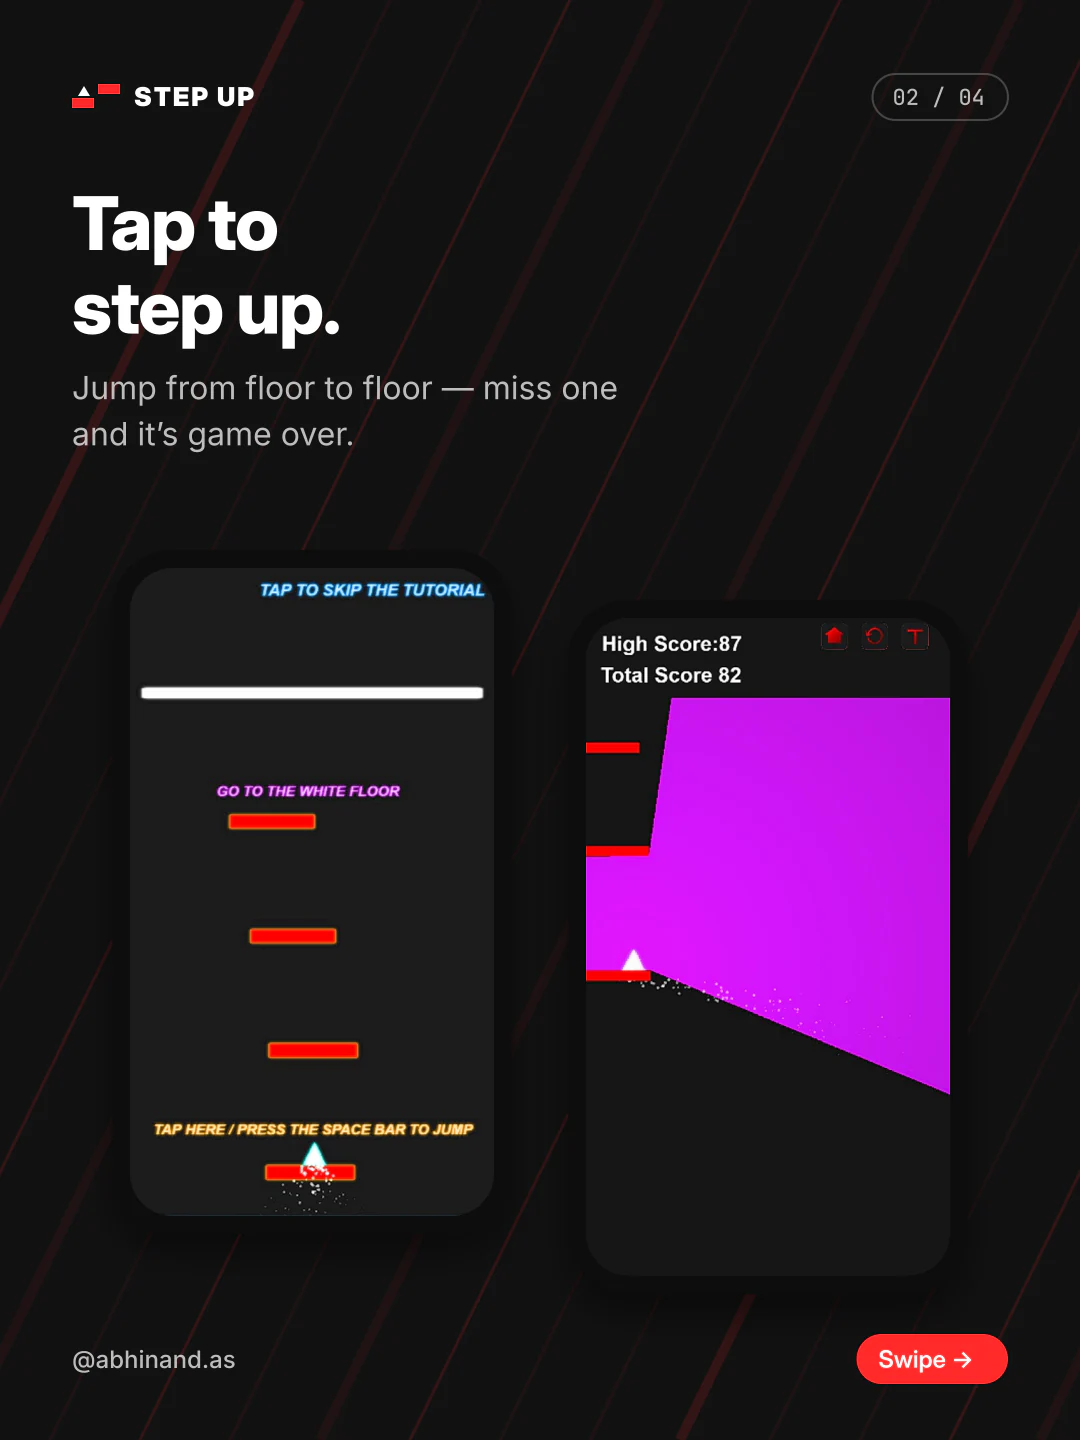 STEP UP
02 / 04
Tap to
step up.
Jump from floor to floor — miss one
and it’s game over.
TAP TO SKIP THE TUTORIAL
GO TO THE WHITE FLOOR
TAP HERE / PRESS THE SPACE BAR TO JUMP
High Score:87
Total Score 82
@abhinand.as
Swipe →